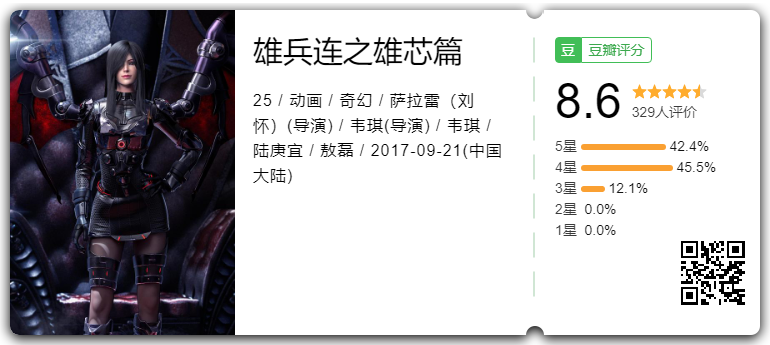 雄兵连之雄芯篇
25 / 动画 / 奇幻 / 萨拉雷（刘
怀）(导演) / 韦琪(导演) / 韦琪 /
陆庚宜 / 敖磊 / 2017-09-21(中国
大陆)
豆 豆瓣评分
8.6
329人评价
5星 42.4%
4星 45.5%
3星 12.1%
2星 0.0%
1星 0.0%